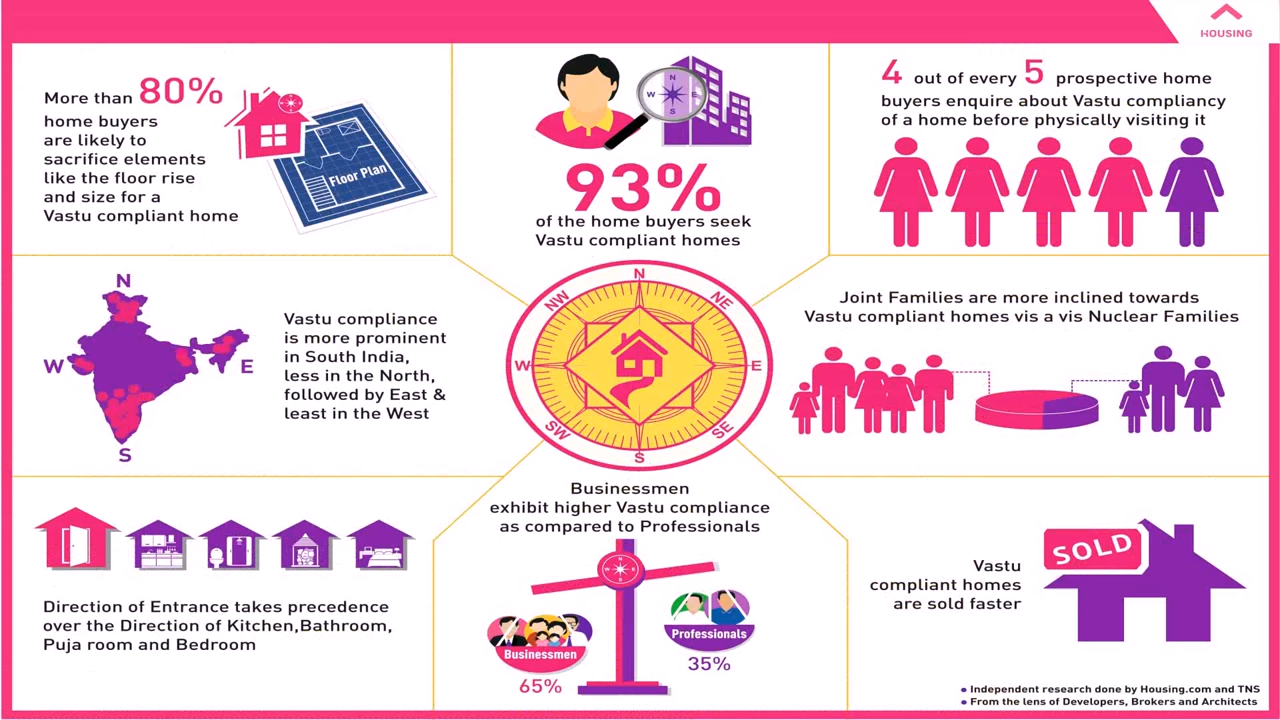 HOUSING
More than 80%
home buyers
are likely to
sacrifice elements
like the floor rise
and size for a
Vastu compliant home
Floor Plan
N
W E
S
93%
of the home buyers seek
Vastu compliant homes
4 out of every 5 prospective home
buyers enquire about Vastu compliancy
of a home before physically visiting it
N
W E
S
Vastu compliance
is more prominent
in South India,
less in the North,
followed by East &
least in the West
N
NW NE
W E
SW SE
S
Joint Families are more inclined towards
Vastu compliant homes vis a vis Nuclear Families
Direction of Entrance takes precedence
over the Direction of Kitchen,Bathroom,
Puja room and Bedroom
Businessmen
exhibit higher Vastu compliance
as compared to Professionals
N
W E
S
Businessmen
65%
Professionals
35%
Vastu
compliant homes
are sold faster
SOLD
• Independent research done by Housing.com and TNS
• From the lens of Developers, Brokers and Architects